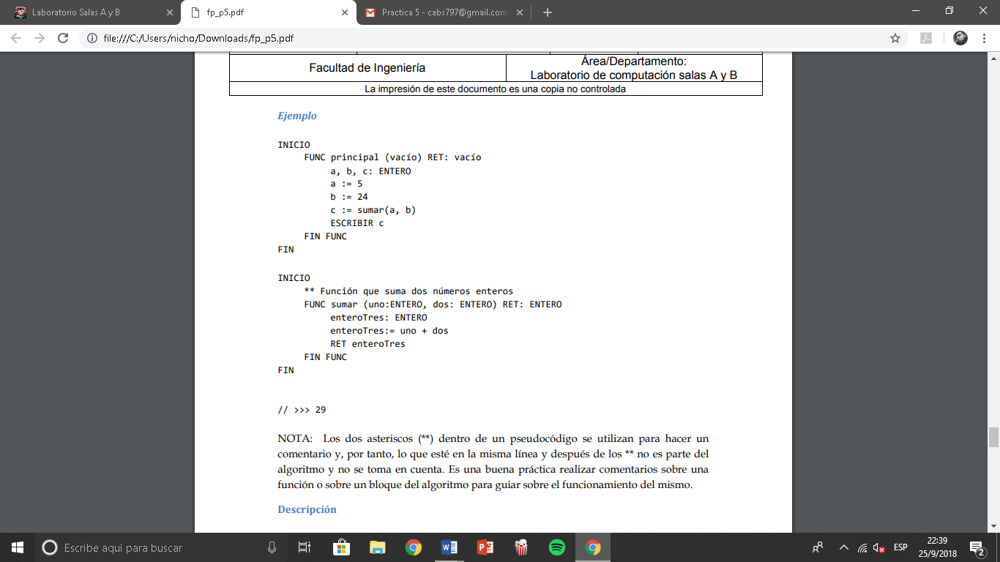 Laboratorio Salas A y B
fp_p5.pdf
Practica 5 - cabs797@gmail.com
file:///C:/Users/nicho/Downloads/fp_p5.pdf
Facultad de Ingeniería
Área/Departamento:
Laboratorio de computación salas A y B
La impresión de este documento es una copia no controlada
Ejemplo
INICIO
FUNC principal (vacío) RET: vacío
a, b, c: ENTERO
a := 5
b := 24
c := sumar(a, b)
ESCRIBIR c
FIN FUNC
FIN
INICIO
** Función que suma dos números enteros
FUNC sumar (uno:ENTERO, dos: ENTERO) RET: ENTERO
enteroTres: ENTERO
enteroTres:= uno + dos
RET enteroTres
FIN FUNC
FIN
// >>> 29
NOTA: Los dos asteriscos (**) dentro de un pseudocódigo se utilizan para hacer un
comentario y, por tanto, lo que esté en la misma línea y después de los ** no es parte del
algoritmo y no se toma en cuenta. Es una buena práctica realizar comentarios sobre una
función o sobre un bloque del algoritmo para guiar sobre el funcionamiento del mismo.
Descripción
Escribe aquí para buscar
ESP
22:39
25/9/2018
2